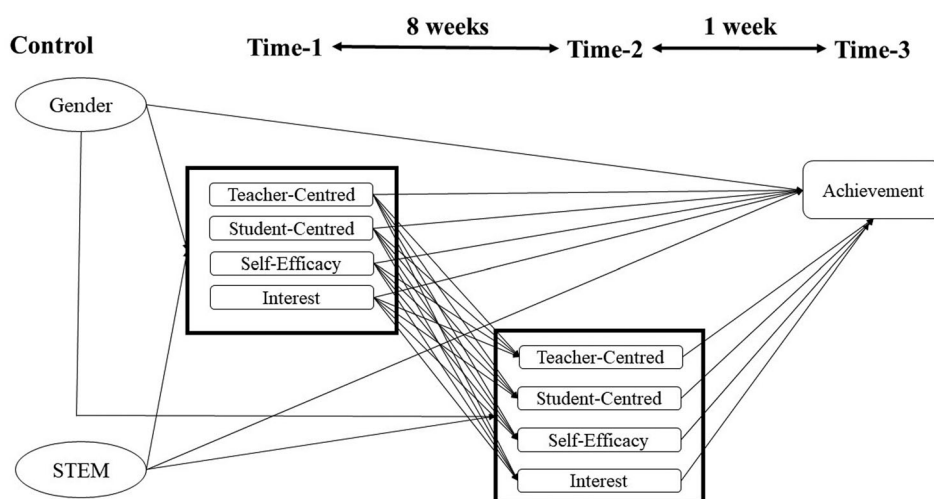 Control
Time-1
8 weeks
Time-2
1 week
Time-3
Gender
Teacher-Centred
Student-Centred
Self-Efficacy
Interest
Achievement
Teacher-Centred
Student-Centred
Self-Efficacy
Interest
STEM